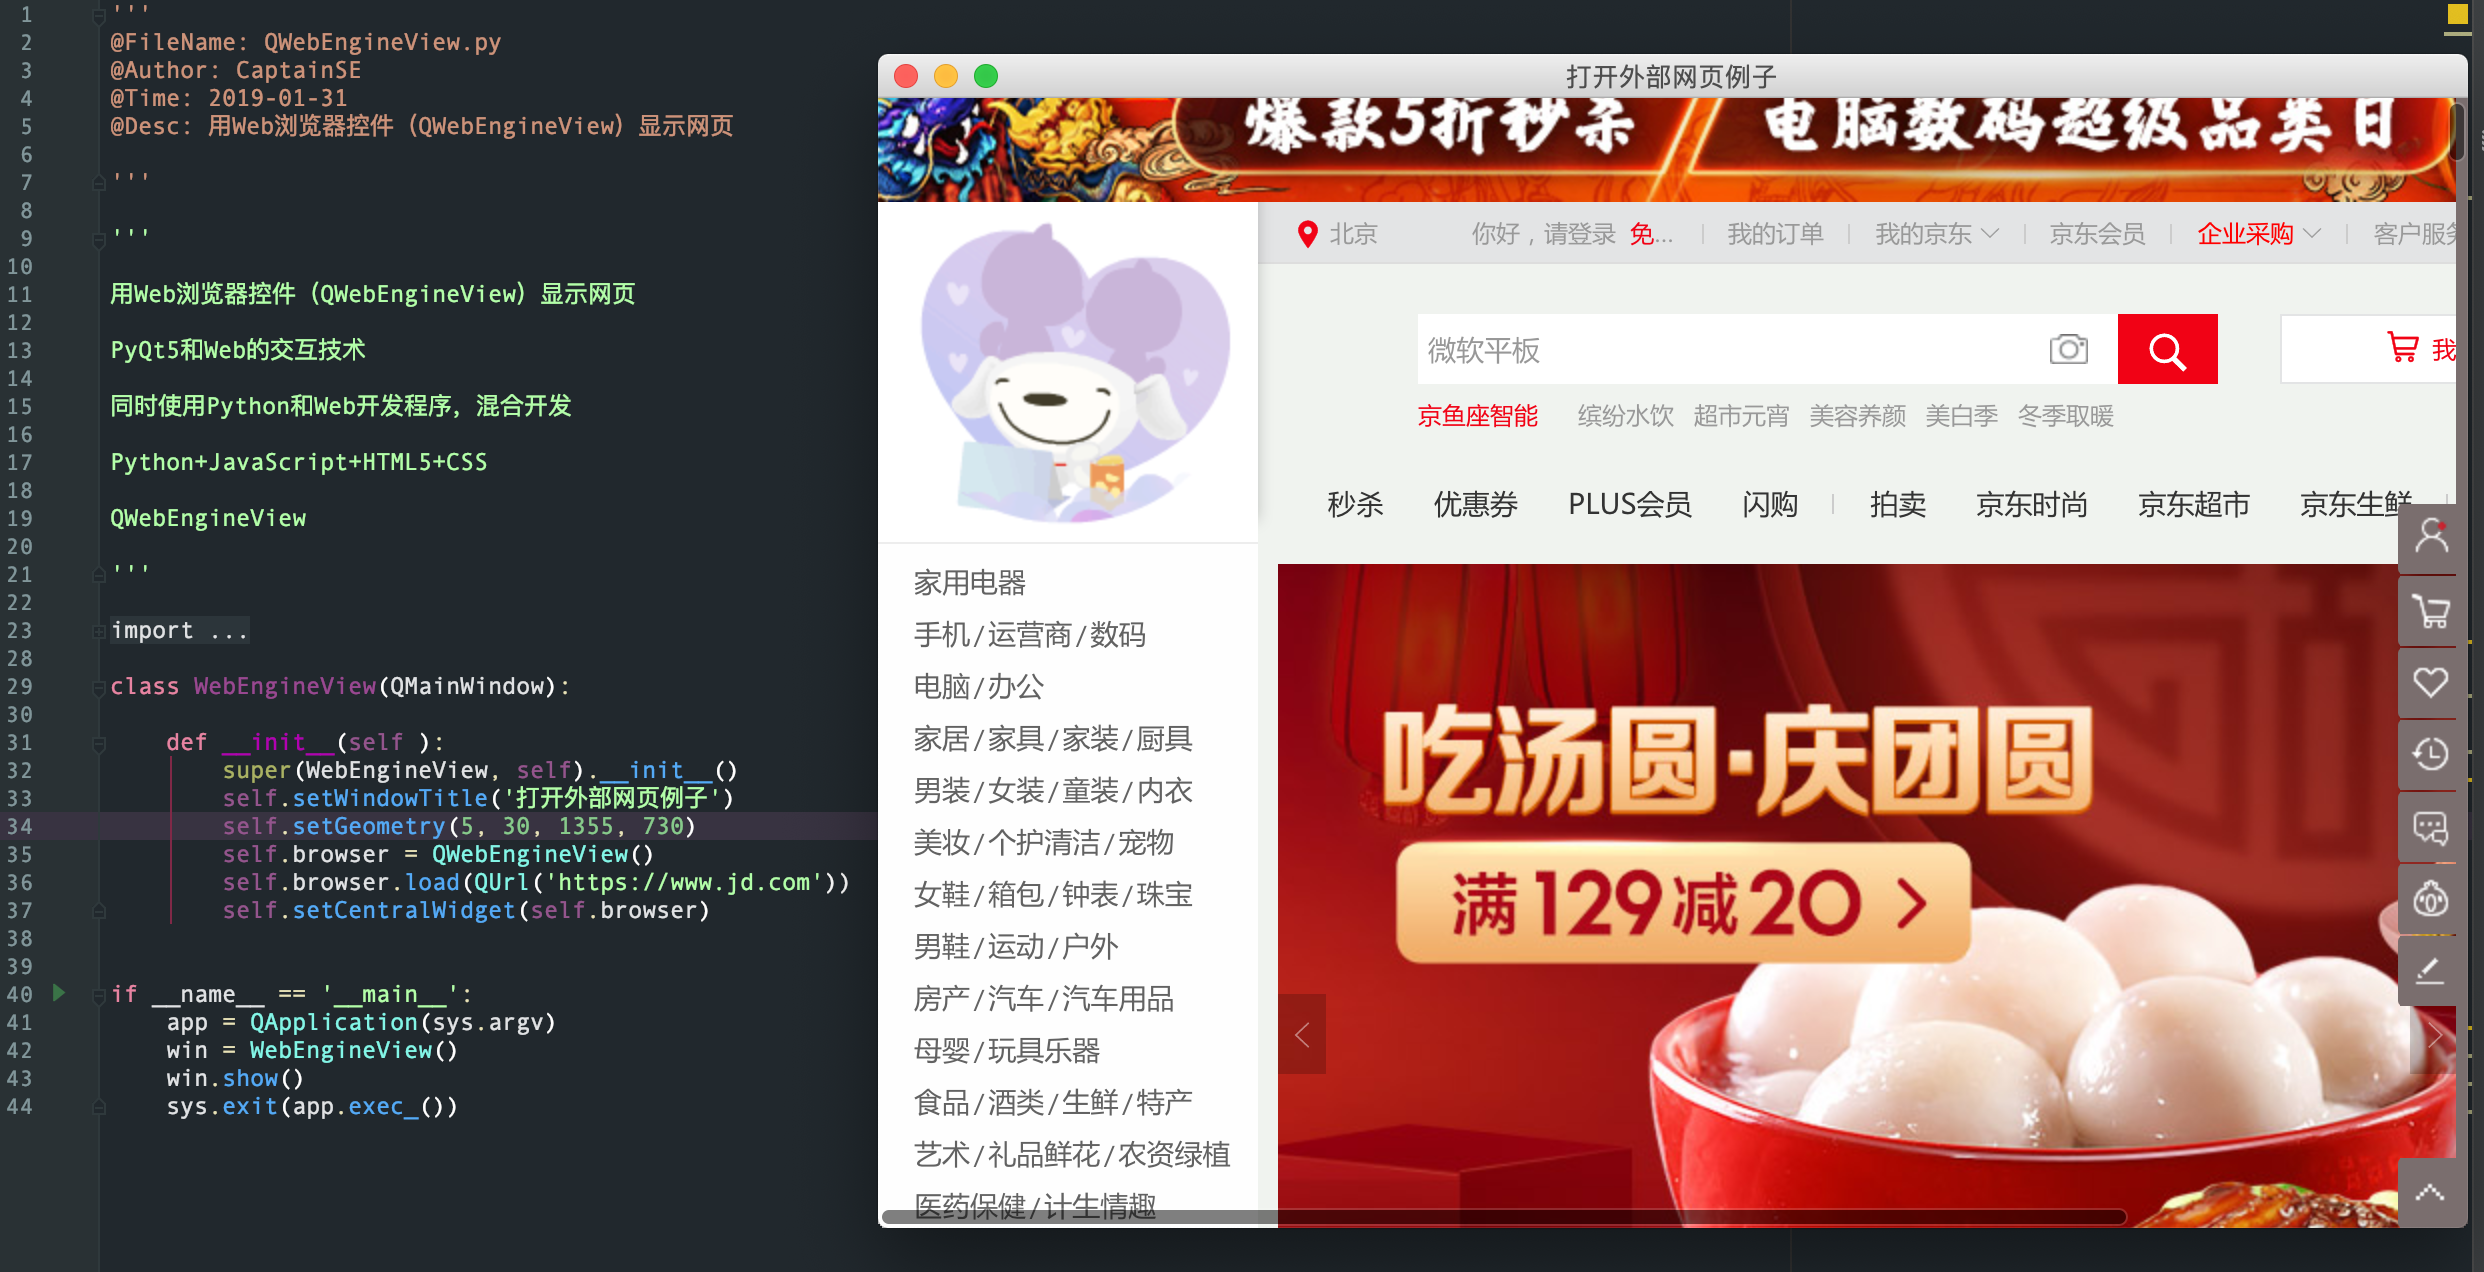 1 '''
2 @FileName: QWebEngineView.py
3 @Author: CaptainSE
4 @Time: 2019-01-31
5 @Desc: 用Web浏览器控件（QWebEngineView）显示网页
6
7 '''
8
9 '''
10
11 用Web浏览器控件（QWebEngineView）显示网页
12
13 PyQt5和Web的交互技术
14
15 同时使用Python和Web开发程序，混合开发
16
17 Python+JavaScript+HTML5+CSS
18
19 QWebEngineView
20
21 '''
22
23 import ...
28
29 class WebEngineView(QMainWindow):
30
31     def __init__(self ):
32         super(WebEngineView, self).__init__()
33         self.setWindowTitle('打开外部网页例子')
34         self.setGeometry(5, 30, 1355, 730)
35         self.browser = QWebEngineView()
36         self.browser.load(QUrl('https://www.jd.com'))
37         self.setCentralWidget(self.browser)
38
39
40 if __name__ == '__main__':
41     app = QApplication(sys.argv)
42     win = WebEngineView()
43     win.show()
44     sys.exit(app.exec_())
打开外部网页例子
爆款5折秒杀 电脑数码超级品类日
北京 你好，请登录 免... 我的订单 我的京东 京东会员 企业采购 客户服务
微软平板 我
京鱼座智能 缤纷水饮 超市元宵 美容养颜 美白季 冬季取暖
秒杀 优惠券 PLUS会员 闪购 拍卖 京东时尚 京东超市 京东生鲜
家用电器
手机/运营商/数码
电脑/办公
家居/家具/家装/厨具
男装/女装/童装/内衣
美妆/个护清洁/宠物
女鞋/箱包/钟表/珠宝
男鞋/运动/户外
房产/汽车/汽车用品
母婴/玩具乐器
食品/酒类/生鲜/特产
艺术/礼品鲜花/农资绿植
医药保健/计生情趣
吃汤圆·庆团圆
满129减20 >